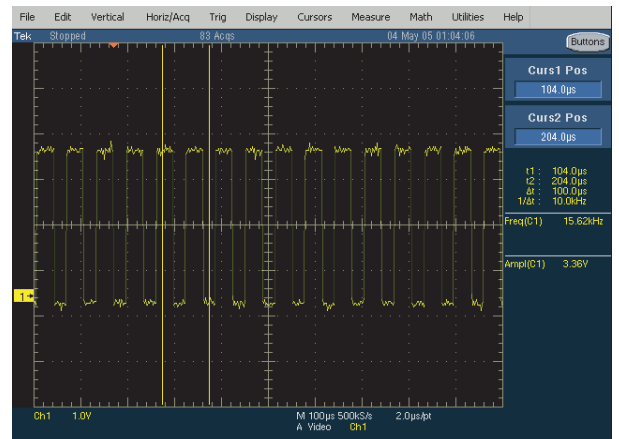 File Edit Vertical Horiz/Acq Trig Display Cursors Measure Math Utilities Help
Tek Stopped 83 Acqs 04 May 05 01:04:06
Buttons
Curs1 Pos
104.0µs
Curs2 Pos
204.0µs
t1 : 104.0µs
t2 : 204.0µs
Δt : 100.0µs
1/Δt : 10.0kHz
Freq(C1) 15.62kHz
Ampl(C1) 3.36V
1
Ch1 1.0V M 100µs 500kS/s 2.0µs/pt
A Video Ch1